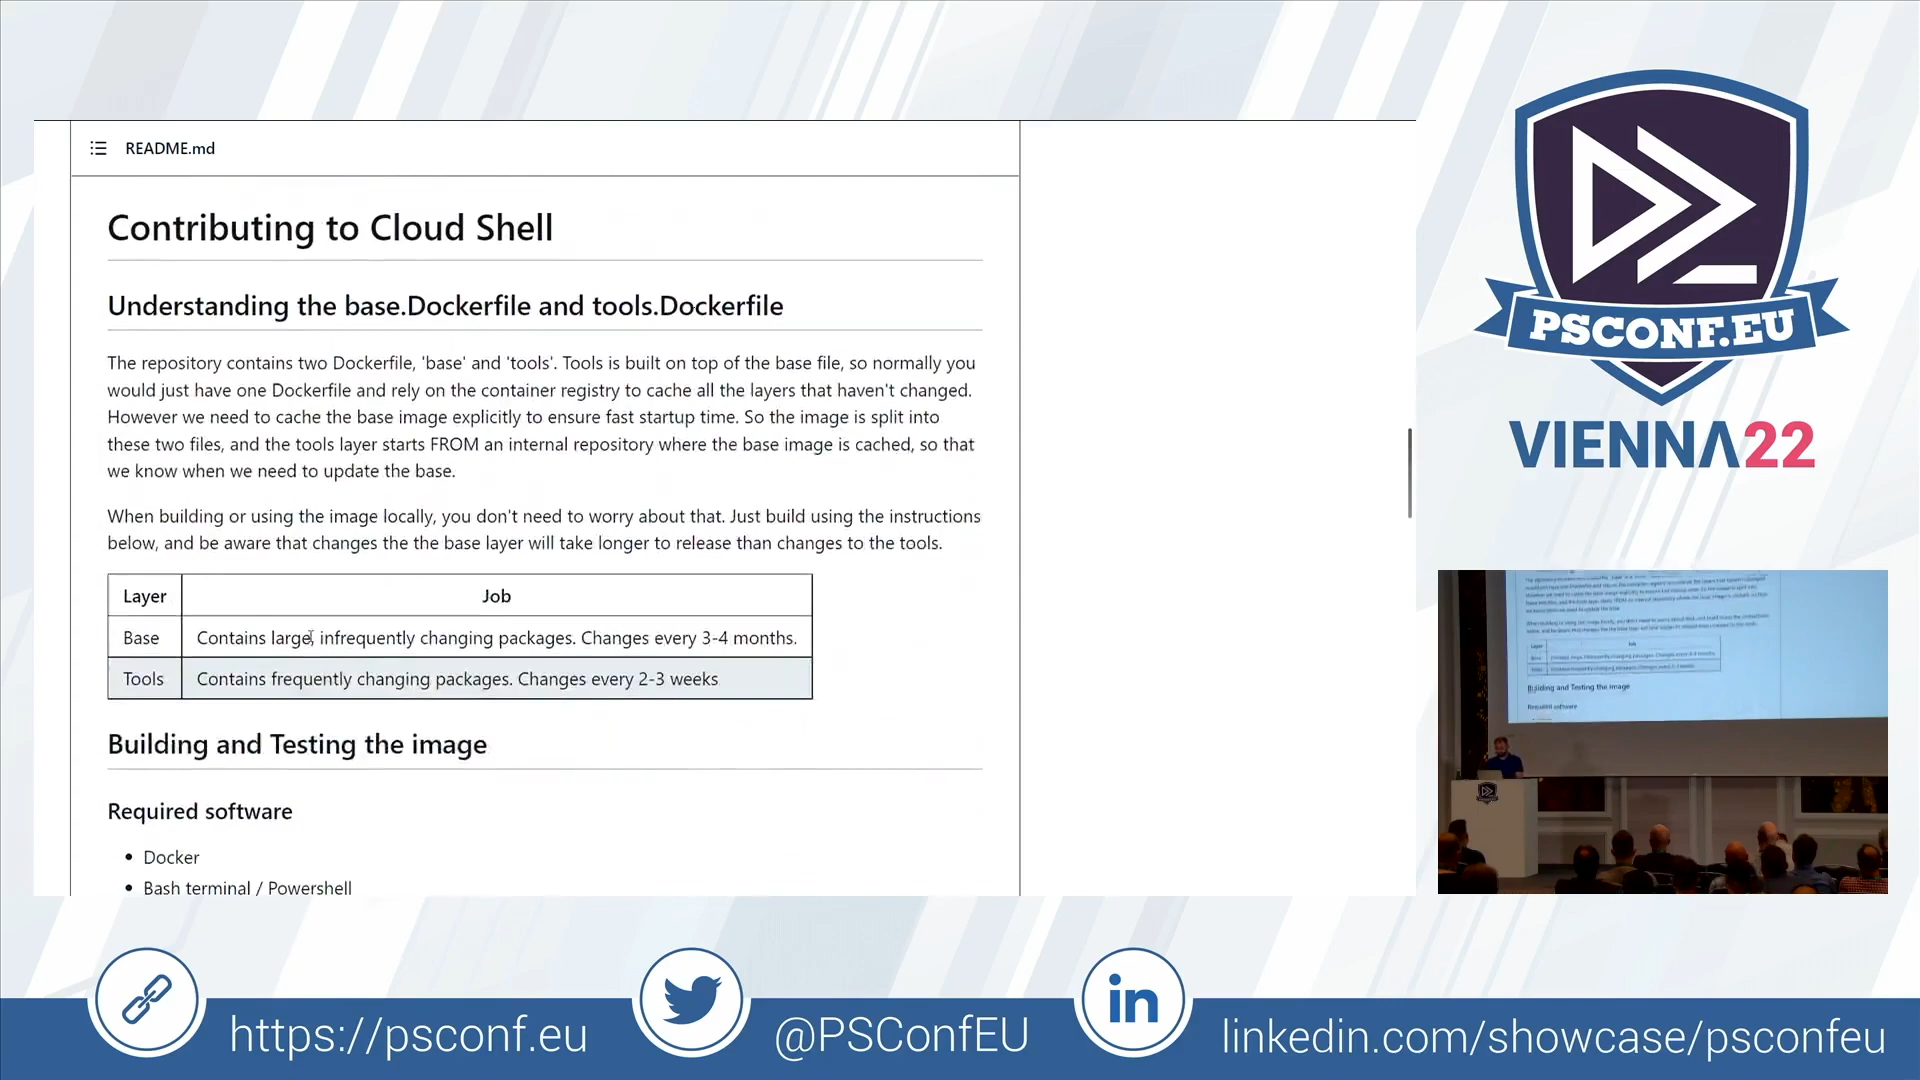 README.md
Contributing to Cloud Shell
Understanding the base.Dockerfile and tools.Dockerfile
The repository contains two Dockerfile, 'base' and 'tools'. Tools is built on top of the base file, so normally you
would just have one Dockerfile and rely on the container registry to cache all the layers that haven't changed.
However we need to cache the base image explicitly to ensure fast startup time. So the image is split into
these two files, and the tools layer starts FROM an internal repository where the base image is cached, so that
we know when we need to update the base.
When building or using the image locally, you don't need to worry about that. Just build using the instructions
below, and be aware that changes the the base layer will take longer to release than changes to the tools.
Layer Job
Base Contains large, infrequently changing packages. Changes every 3-4 months.
Tools Contains frequently changing packages. Changes every 2-3 weeks
Building and Testing the image
Required software
Docker
Bash terminal / Powershell
PSCONF.EU
VIENNA22
Building and Testing the image
Required software
https://psconf.eu
@PSConfEU
in
linkedin.com/showcase/psconfeu